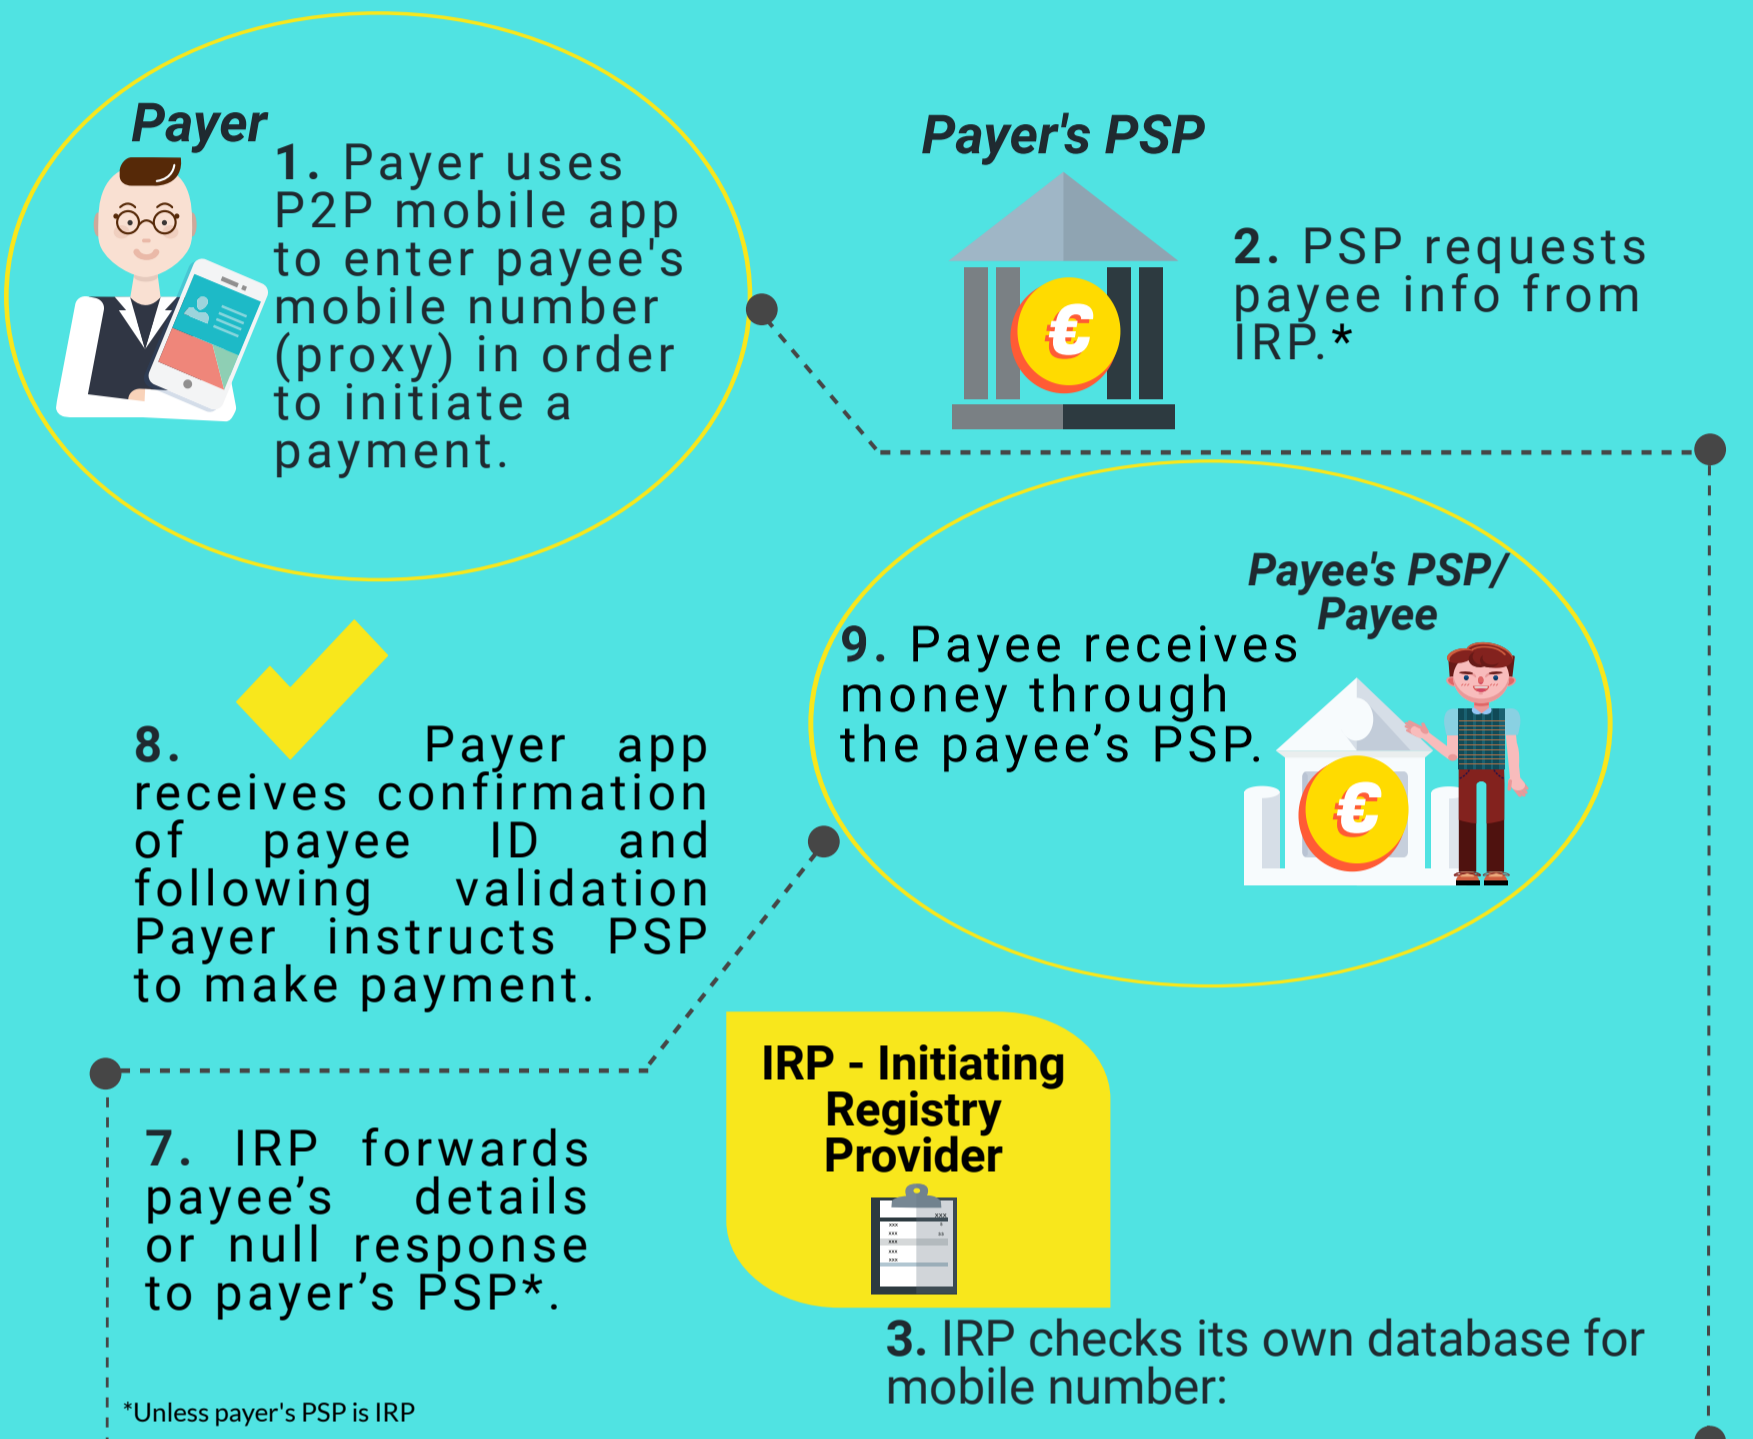 Payer
1. Payer uses
P2P mobile app
to enter payee's
mobile number
(proxy) in order
to initiate a
payment.
Payer's PSP
2. PSP requests
payee info from
IRP.*
Payee's PSP/
Payee
9. Payee receives
money through
the payee’s PSP.
8. Payer app
receives confirmation
of payee ID and
following validation
Payer instructs PSP
to make payment.
7. IRP forwards
payee’s details
or null response
to payer’s PSP*.
IRP - Initiating
Registry
Provider
3. IRP checks its own database for
mobile number:
*Unless payer's PSP is IRP